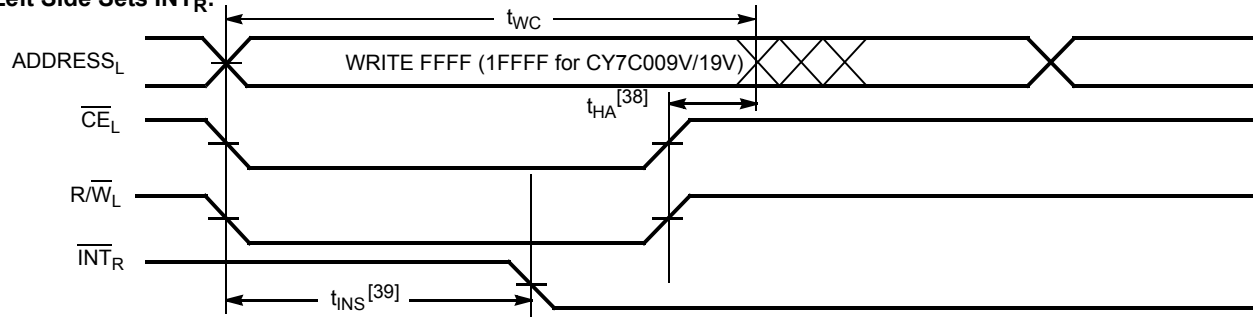 Left Side Sets INTR:
tWC
ADDRESSL
WRITE FFFF (1FFFF for CY7C009V/19V)
tHA[38]
CEL
R/WL
INTR
tINS[39]